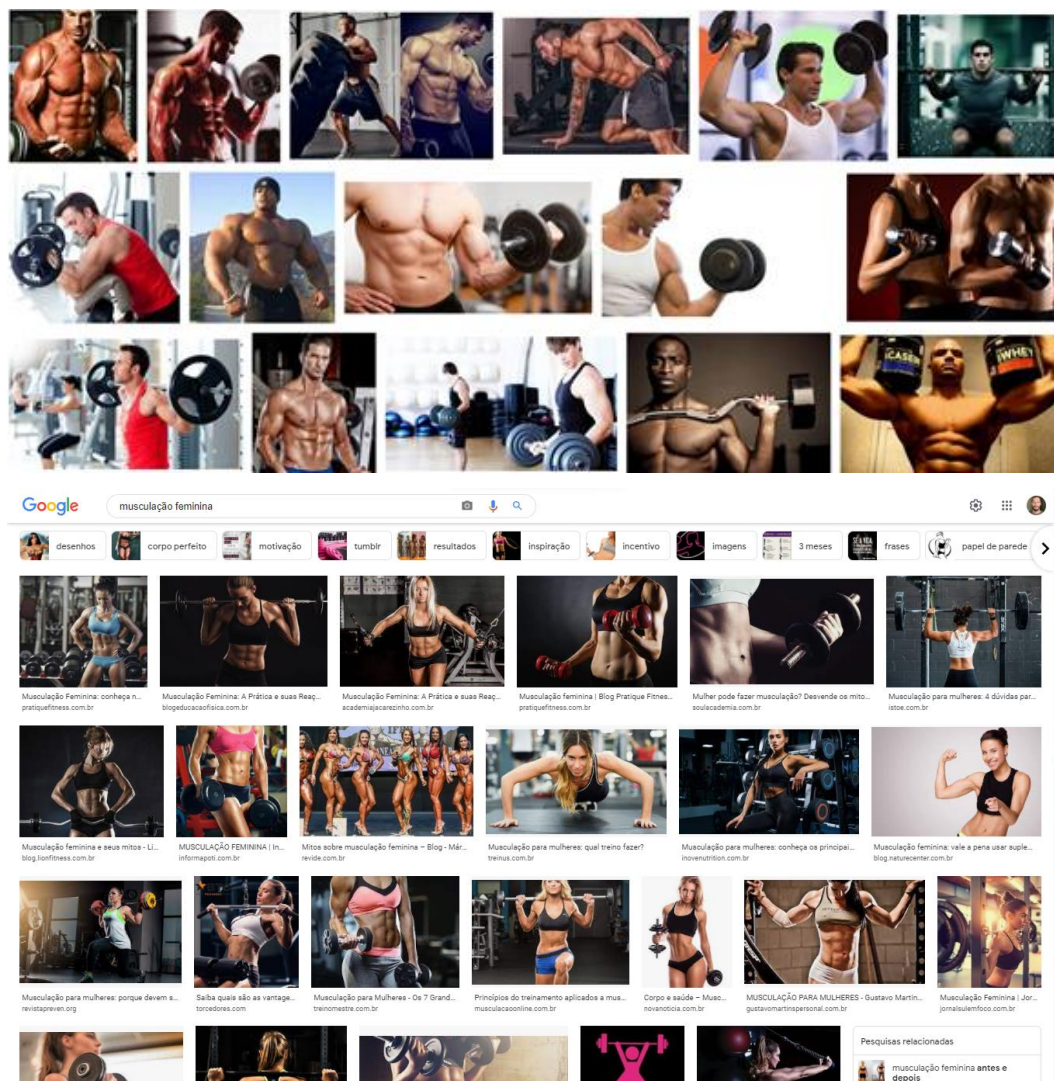 CASEIN
WHEY
Google
musculação feminina
desenhos
corpo perfeito
motivação
tumblr
resultados
inspiração
incentivo
imagens
3 meses
frases
papel de parede
Musculação Feminina: conheça n...
pratiquefitness.com.br
Musculação Feminina: A Prática e suas Reaç...
blogeducacaofisica.com.br
Musculação Feminina: A Prática e suas Reaç...
academiajacarezinho.com.br
Musculação feminina | Blog Pratique Fitnes...
pratiquefitness.com.br
Mulher pode fazer musculação? Desvende os mito...
soulacademia.com.br
Musculação para mulheres: 4 dúvidas par...
istoe.com.br
Musculação feminina e seus mitos - Li...
blog.lionfitness.com.br
MUSCULAÇÃO FEMININA | In...
informapoti.com.br
Mitos sobre musculação feminina – Blog - Már...
revide.com.br
Musculação para mulheres: qual treino fazer?
treinus.com.br
Musculação para mulheres: conheça os principai...
inovenutrition.com.br
Musculação feminina: vale a pena usar suple...
blog.naturecenter.com.br
Musculação para mulheres: porque devem s...
revistapreven.org
Saiba quais são as vantage...
torcedores.com
Musculação para Mulheres - Os 7 Grand...
treinomestre.com.br
Princípios do treinamento aplicados a mus...
musculacaoonline.com.br
Corpo e saúde – Musc...
novanoticia.com.br
MUSCULAÇÃO PARA MULHERES - Gustavo Martin...
gustavomartinspersonal.com.br
Musculação Feminina | Jor...
jornalsulemfoco.com.br
Pesquisas relacionadas
musculação feminina antes e
depois